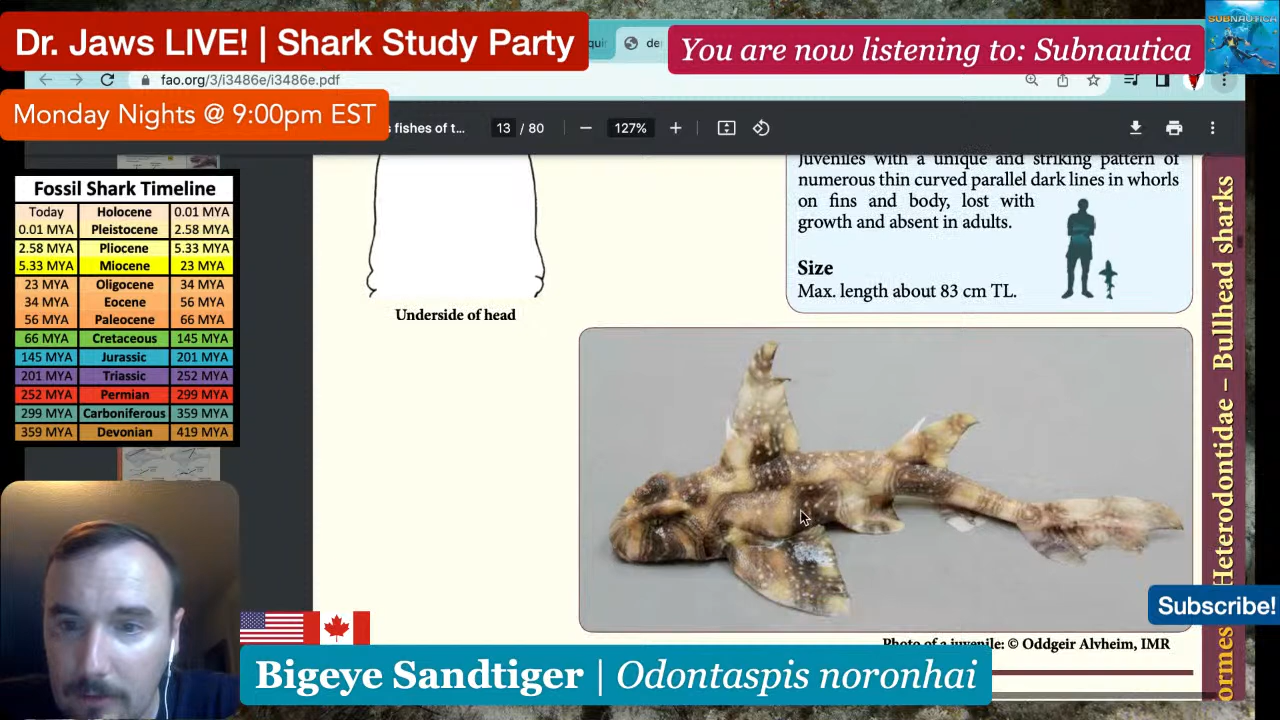 Dr. Jaws LIVE! | Shark Study Party
You are now listening to: Subnautica
SUBNAUTICA
fao.org/3/i3486e/i3486e.pdf
Monday Nights @ 9:00pm EST
s fishes of t...
13 / 80
127%
Fossil Shark Timeline
Today Holocene 0.01 MYA
0.01 MYA Pleistocene 2.58 MYA
2.58 MYA Pliocene 5.33 MYA
5.33 MYA Miocene 23 MYA
23 MYA Oligocene 34 MYA
34 MYA Eocene 56 MYA
56 MYA Paleocene 66 MYA
66 MYA Cretaceous 145 MYA
145 MYA Jurassic 201 MYA
201 MYA Triassic 252 MYA
252 MYA Permian 299 MYA
299 MYA Carboniferous 359 MYA
359 MYA Devonian 419 MYA
Juveniles with a unique and striking pattern of
numerous thin curved parallel dark lines in whorls
on fins and body, lost with
growth and absent in adults.
Size
Max. length about 83 cm TL.
Underside of head
Photo of a juvenile: © Oddgeir Alvheim, IMR
ormes Heterodontidae – Bullhead sharks
Subscribe!
Bigeye Sandtiger | Odontaspis noronhai